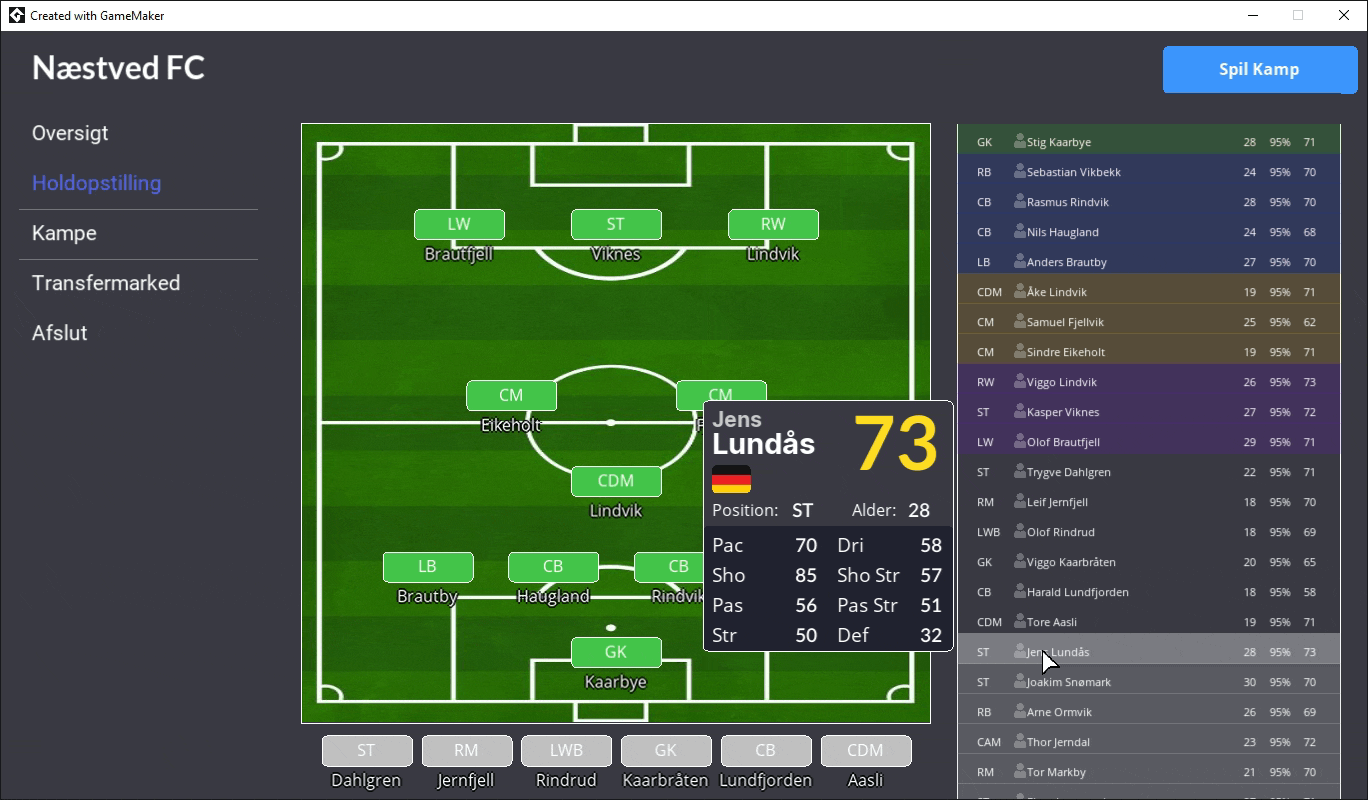 Created with GameMaker
Næstved FC
Spil Kamp
Oversigt
Holdopstilling
Kampe
Transfermarked
Afslut
LW ST RW
Brautfjell Viknes Lindvik
CM CM
Eikeholt
CDM
Lindvik
LB CB CB
Brautby Haugland Rindvik
GK
Kaarbye
ST RM LWB GK CB CDM
Dahlgren Jernfjell Rindrud Kaarbråten Lundfjorden Aasli
Jens
Lundås
73
Position: ST Alder: 28
Pac 70 Dri 58
Sho 85 Sho Str 57
Pas 56 Pas Str 51
Str 50 Def 32
GK Stig Kaarbye 28 95% 71
RB Sebastian Vikbekk 24 95% 70
CB Rasmus Rindvik 28 95% 70
CB Nils Haugland 24 95% 68
LB Anders Brautby 27 95% 70
CDM Åke Lindvik 19 95% 71
CM Samuel Fjellvik 25 95% 62
CM Sindre Eikeholt 19 95% 71
RW Viggo Lindvik 26 95% 73
ST Kasper Viknes 27 95% 72
LW Olof Brautfjell 29 95% 71
ST Trygve Dahlgren 22 95% 71
RM Leif Jernfjell 18 95% 70
LWB Olof Rindrud 18 95% 69
GK Viggo Kaarbråten 20 95% 65
CB Harald Lundfjorden 18 95% 58
CDM Tore Aasli 19 95% 71
ST Jens Lundås 28 95% 73
ST Joakim Snømark 30 95% 70
RB Arne Ormvik 26 95% 69
CAM Thor Jerndal 23 95% 72
RM Tor Markby 21 95% 70